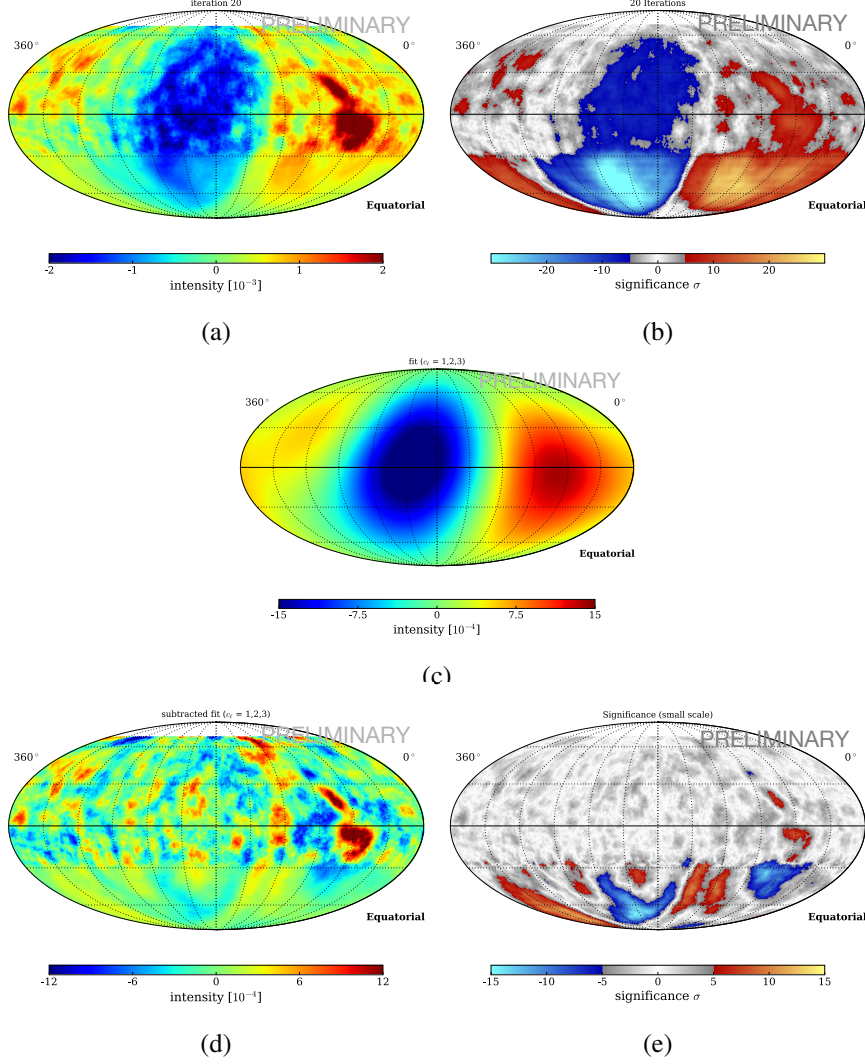 iteration 20
PRELIMINARY
360°
0°
Equatorial
-2 -1 0 1 2
intensity [10⁻³]
(a)
20 Iterations
PRELIMINARY
360°
0°
Equatorial
-20 -10 0 10 20
significance σ
(b)
fit (cℓ = 1,2,3)
PRELIMINARY
360°
0°
Equatorial
-15 -7.5 0 7.5 15
intensity [10⁻⁴]
(c)
subtracted fit (cℓ = 1,2,3)
PRELIMINARY
360°
0°
Equatorial
-12 -6 0 6 12
intensity [10⁻⁴]
(d)
Significance (small scale)
PRELIMINARY
360°
0°
Equatorial
-15 -10 -5 0 5 10 15
significance σ
(e)